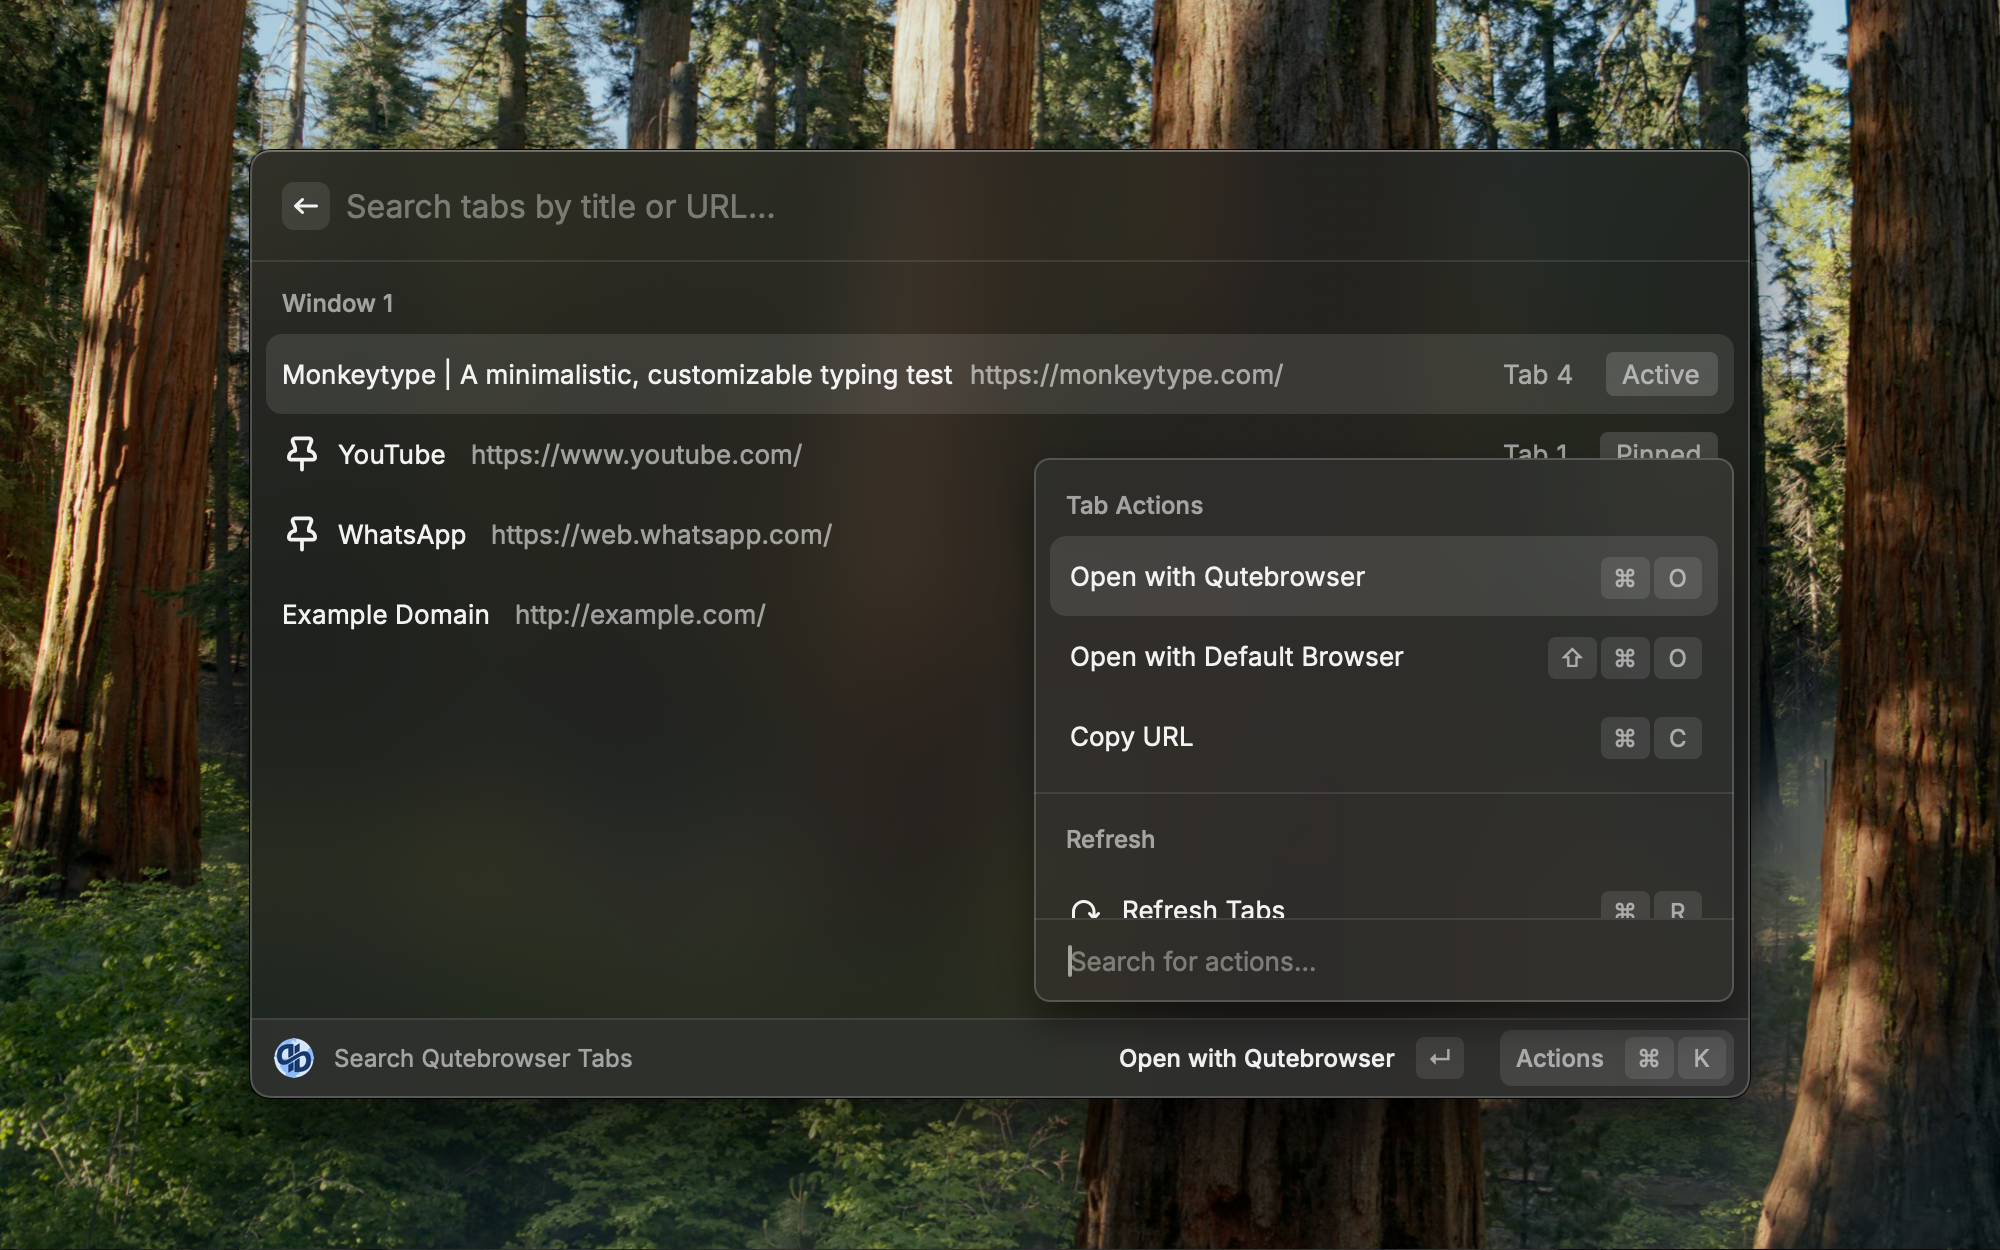 Search tabs by title or URL...
Window 1
Monkeytype | A minimalistic, customizable typing test https://monkeytype.com/ Tab 4 Active
YouTube https://www.youtube.com/ Tab 1 Pinned
WhatsApp https://web.whatsapp.com/
Example Domain http://example.com/
Tab Actions
Open with Qutebrowser ⌘ O
Open with Default Browser ⇧ ⌘ O
Copy URL ⌘ C
Refresh
Refresh Tabs ⌘ R
Search for actions...
Search Qutebrowser Tabs Open with Qutebrowser ↵ Actions ⌘ K